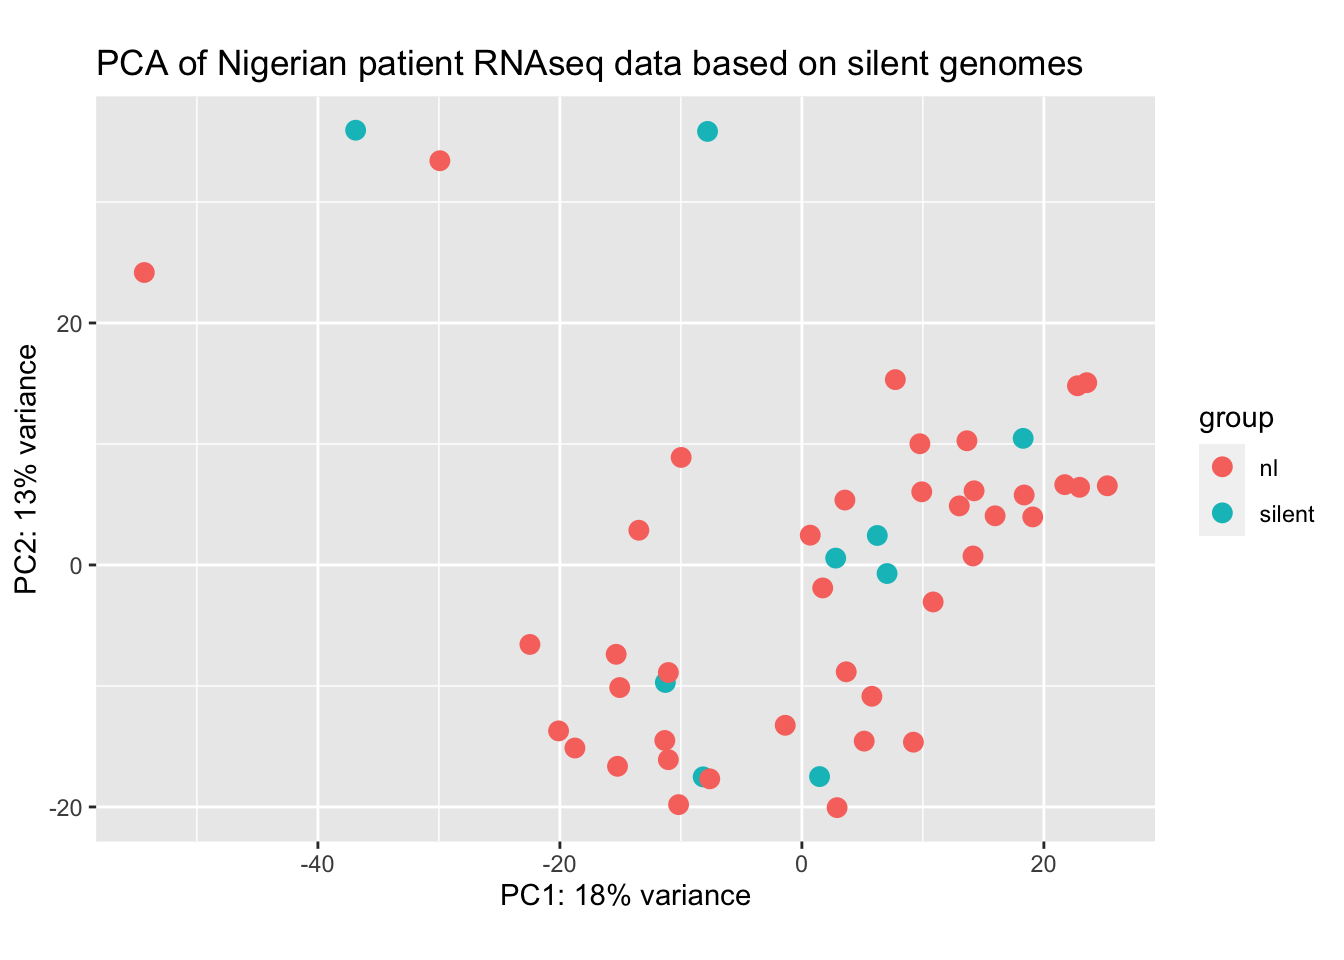 PCA of Nigerian patient RNAseq data based on silent genomes
PC2: 13% variance
20
0
-20
-40
-20
0
20
PC1: 18% variance
group
nl
silent